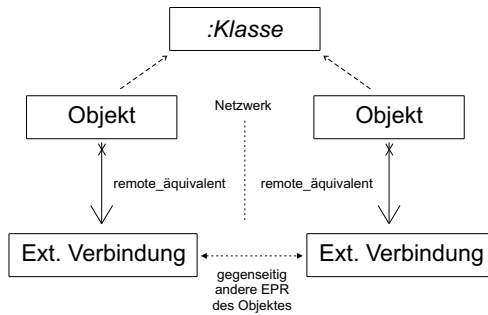 :Klasse
Objekt
Netzwerk
Objekt
remote_äquivalent
remote_äquivalent
Ext. Verbindung
Ext. Verbindung
gegenseitig
andere EPR
des Objektes